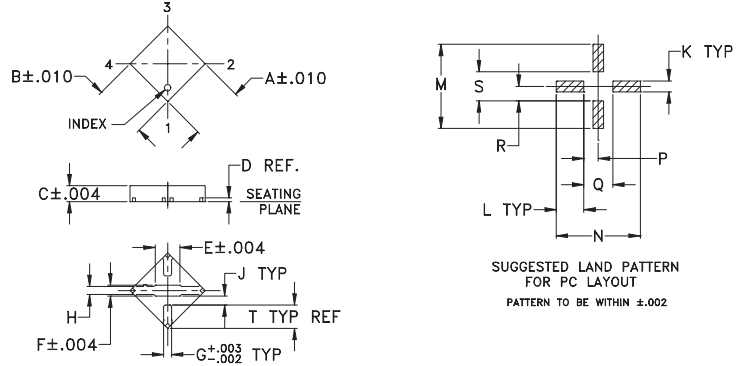 3
4
2
B±.010
A±.010
INDEX
1
D REF.
C±.004
SEATING
PLANE
E±.004
J TYP
H
T TYP REF
F±.004
G+.003
-.002 TYP
K TYP
M
S
R
P
Q
L TYP
N
SUGGESTED LAND PATTERN
FOR PC LAYOUT
PATTERN TO BE WITHIN ±.002